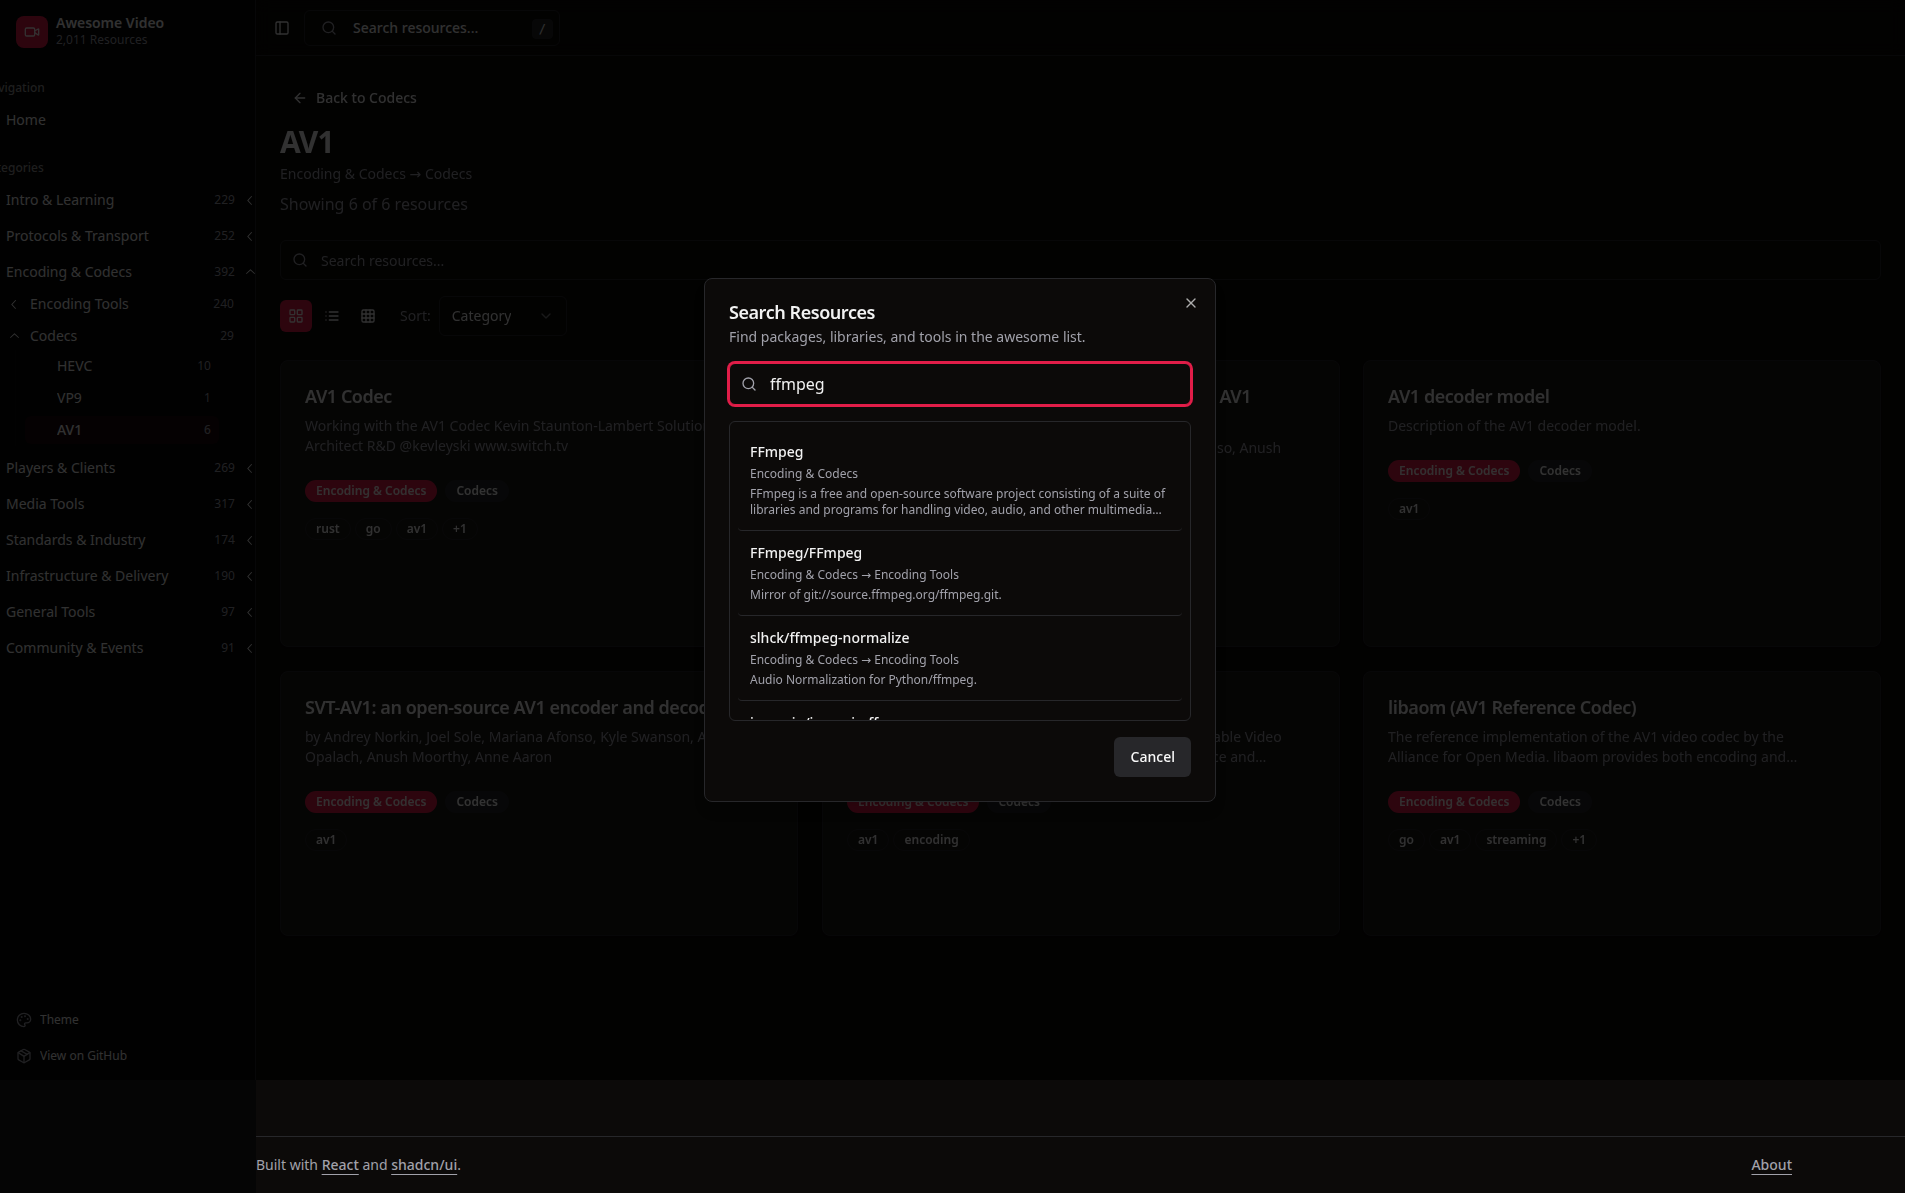 Awesome Video
2,011 Resources
Search resources...
/
vigation
Home
egories
Intro & Learning 229
Protocols & Transport 252
Encoding & Codecs 392
Encoding Tools 240
Codecs 29
HEVC 10
VP9 1
AV1 6
Players & Clients 269
Media Tools 317
Standards & Industry 174
Infrastructure & Delivery 190
General Tools 97
Community & Events 91
Theme
View on GitHub
Back to Codecs
AV1
Encoding & Codecs → Codecs
Showing 6 of 6 resources
Search resources...
Sort: Category
AV1 Codec
Working with the AV1 Codec Kevin Staunton-Lambert Solutio
Architect R&D @kevleyski www.switch.tv
Encoding & Codecs Codecs
rust go av1 +1
AV1
so, Anush
AV1 decoder model
Description of the AV1 decoder model.
Encoding & Codecs Codecs
av1
SVT-AV1: an open-source AV1 encoder and decod
by Andrey Norkin, Joel Sole, Mariana Afonso, Kyle Swanson, A
Opalach, Anush Moorthy, Anne Aaron
Encoding & Codecs Codecs
av1
able Video
ce and...
Encoding & Codecs Codecs
av1 encoding
libaom (AV1 Reference Codec)
The reference implementation of the AV1 video codec by the
Alliance for Open Media. libaom provides both encoding and...
Encoding & Codecs Codecs
go av1 streaming +1
Search Resources
Find packages, libraries, and tools in the awesome list.
ffmpeg
FFmpeg
Encoding & Codecs
FFmpeg is a free and open-source software project consisting of a suite of
libraries and programs for handling video, audio, and other multimedia...
FFmpeg/FFmpeg
Encoding & Codecs → Encoding Tools
Mirror of git://source.ffmpeg.org/ffmpeg.git.
slhck/ffmpeg-normalize
Encoding & Codecs → Encoding Tools
Audio Normalization for Python/ffmpeg.
Cancel
Built with React and shadcn/ui.
About